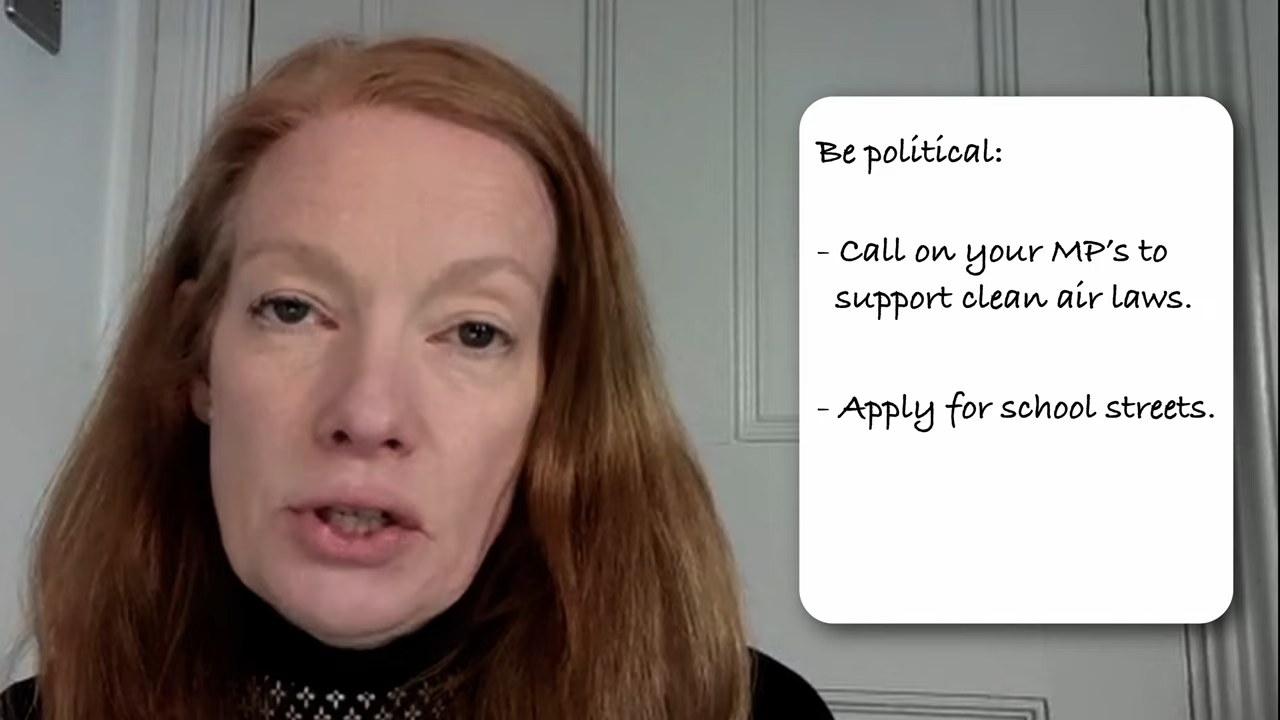 Be political:
- Call on your MP's to
support clean air laws.
- Apply for school streets.